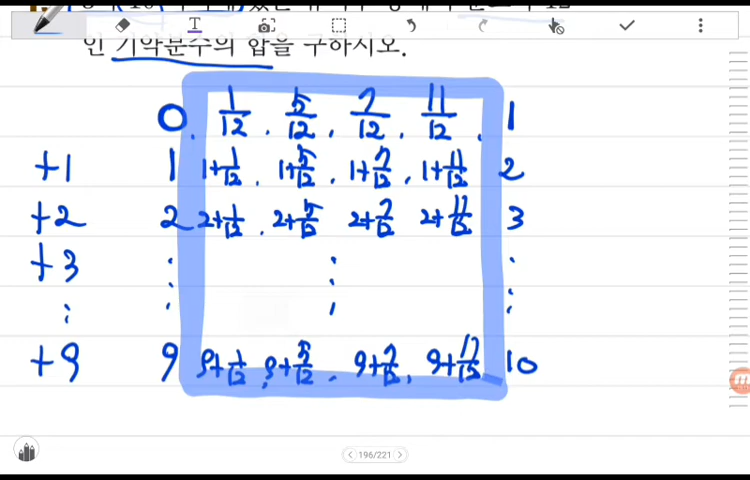 인 기약분수의 합을 구하시오.
0, 1/12, 5/12, 7/12, 11/12, 1
+1 1 1+1/12, 1+5/12, 1+7/12, 1+11/12 2
+2 2 2+1/12, 2+5/12 2+7/12 2+11/12 3
+3 ⋮ ⋮ ⋮
⋮
+9 9 9+1/12, 9+5/12, 9+7/12, 9+11/12 10
196/221